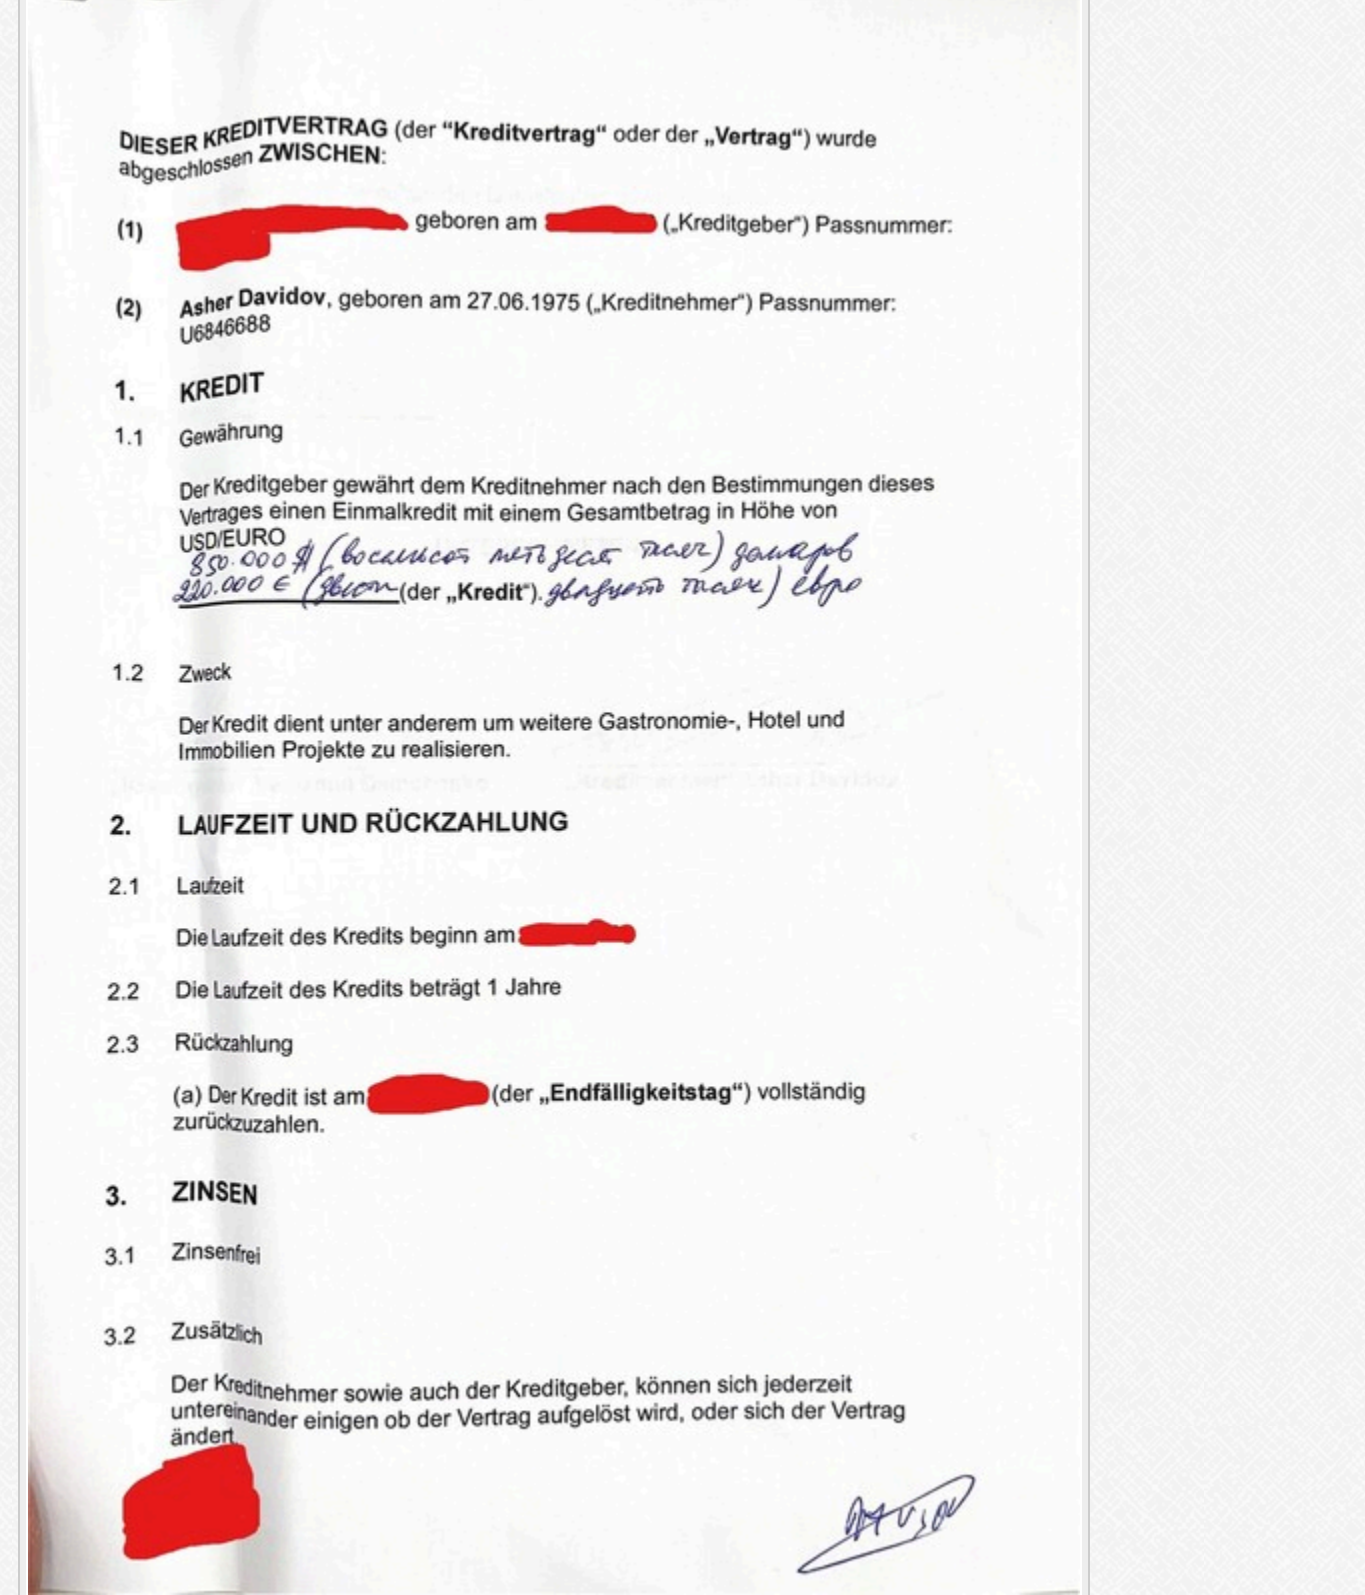 DIESER KREDITVERTRAG (der “Kreditvertrag“ oder der „Vertrag“) wurde
abgeschlossen ZWISCHEN:
(1) geboren am („Kreditgeber“) Passnummer:
(2) Asher Davidov, geboren am 27.06.1975 („Kreditnehmer“) Passnummer:
U6846688
1. KREDIT
1.1 Gewährung
Der Kreditgeber gewährt dem Kreditnehmer nach den Bestimmungen dieses
Vertrages einen Einmalkredit mit einem Gesamtbetrag in Höhe von
USD/EURO
850.000 $ (восемьсот пятьдесят тысяч) долларов
220.000 € (двести (der „Kredit“). двадцать тысяч) евро
1.2 Zweck
Der Kredit dient unter anderem um weitere Gastronomie-, Hotel und
Immobilien Projekte zu realisieren.
2. LAUFZEIT UND RÜCKZAHLUNG
2.1 Laufzeit
Die Laufzeit des Kredits beginn am
2.2 Die Laufzeit des Kredits beträgt 1 Jahre
2.3 Rückzahlung
(a) Der Kredit ist am (der „Endfälligkeitstag“) vollständig
zurückzuzahlen.
3. ZINSEN
3.1 Zinsenfrei
3.2 Zusätzlich
Der Kreditnehmer sowie auch der Kreditgeber, können sich jederzeit
untereinander einigen ob der Vertrag aufgelöst wird, oder sich der Vertrag
ändert.